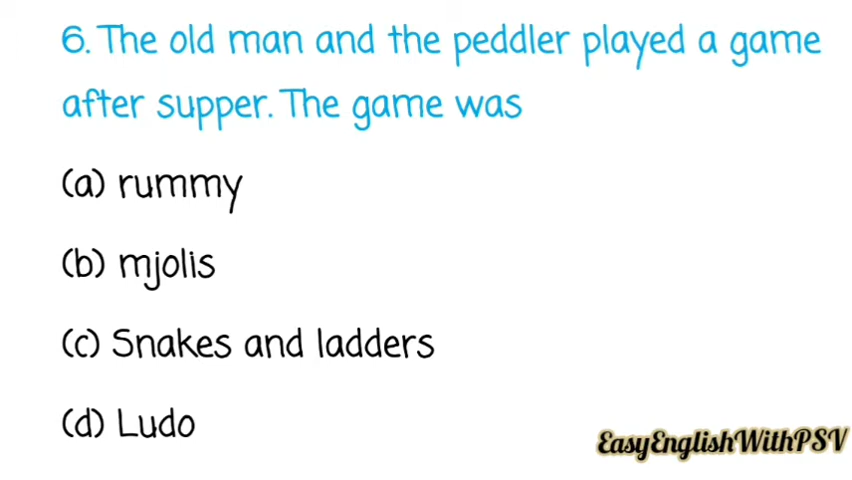 6. The old man and the peddler played a game
after supper. The game was
(a) rummy
(b) mjolis
(c) Snakes and ladders
(d) Ludo
EasyEnglishWithPSV